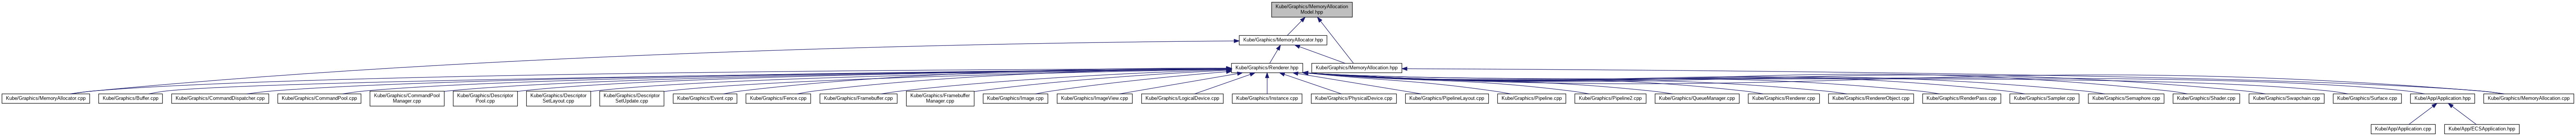 Kube/Graphics/MemoryAllocation
Model.hpp
Kube/Graphics/MemoryAllocator.hpp
Kube/Graphics/Renderer.hpp
Kube/Graphics/MemoryAllocation.hpp
Kube/Graphics/MemoryAllocator.cpp
Kube/Graphics/Buffer.cpp
Kube/Graphics/CommandDispatcher.cpp
Kube/Graphics/CommandPool.cpp
Kube/Graphics/CommandPool
Manager.cpp
Kube/Graphics/Descriptor
Pool.cpp
Kube/Graphics/Descriptor
SetLayout.cpp
Kube/Graphics/Descriptor
SetUpdate.cpp
Kube/Graphics/Event.cpp
Kube/Graphics/Fence.cpp
Kube/Graphics/Framebuffer.cpp
Kube/Graphics/Framebuffer
Manager.cpp
Kube/Graphics/Image.cpp
Kube/Graphics/ImageView.cpp
Kube/Graphics/LogicalDevice.cpp
Kube/Graphics/Instance.cpp
Kube/Graphics/PhysicalDevice.cpp
Kube/Graphics/PipelineLayout.cpp
Kube/Graphics/Pipeline.cpp
Kube/Graphics/Pipeline2.cpp
Kube/Graphics/QueueManager.cpp
Kube/Graphics/Renderer.cpp
Kube/Graphics/RendererObject.cpp
Kube/Graphics/RenderPass.cpp
Kube/Graphics/Sampler.cpp
Kube/Graphics/Semaphore.cpp
Kube/Graphics/Shader.cpp
Kube/Graphics/Swapchain.cpp
Kube/Graphics/Surface.cpp
Kube/App/Application.hpp
Kube/Graphics/MemoryAllocation.cpp
Kube/App/Application.cpp
Kube/App/ECSApplication.hpp